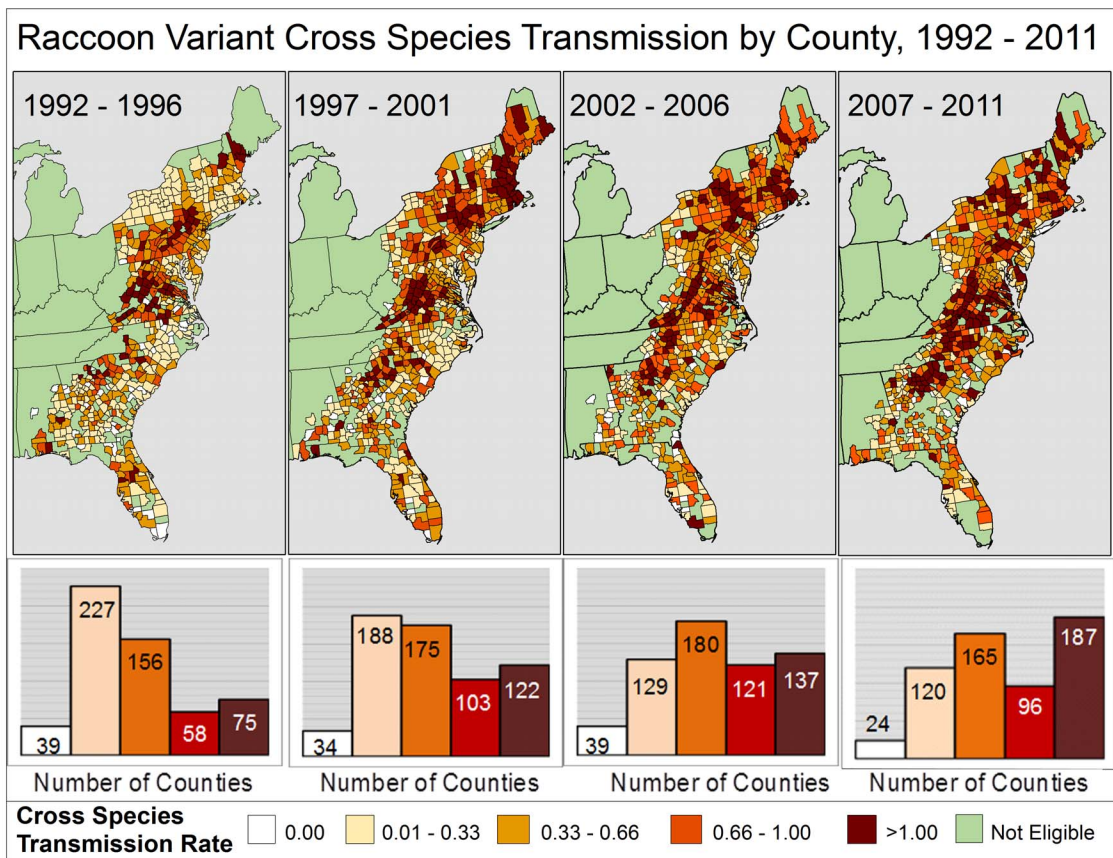 Raccoon Variant Cross Species Transmission by County, 1992 - 2011
1992 - 1996
1997 - 2001
2002 - 2006
2007 - 2011
39
227
156
58
75
34
188
175
103
122
39
129
180
121
137
24
120
165
96
187
Number of Counties
Number of Counties
Number of Counties
Number of Counties
Cross Species
Transmission Rate
0.00
0.01 - 0.33
0.33 - 0.66
0.66 - 1.00
>1.00
Not Eligible